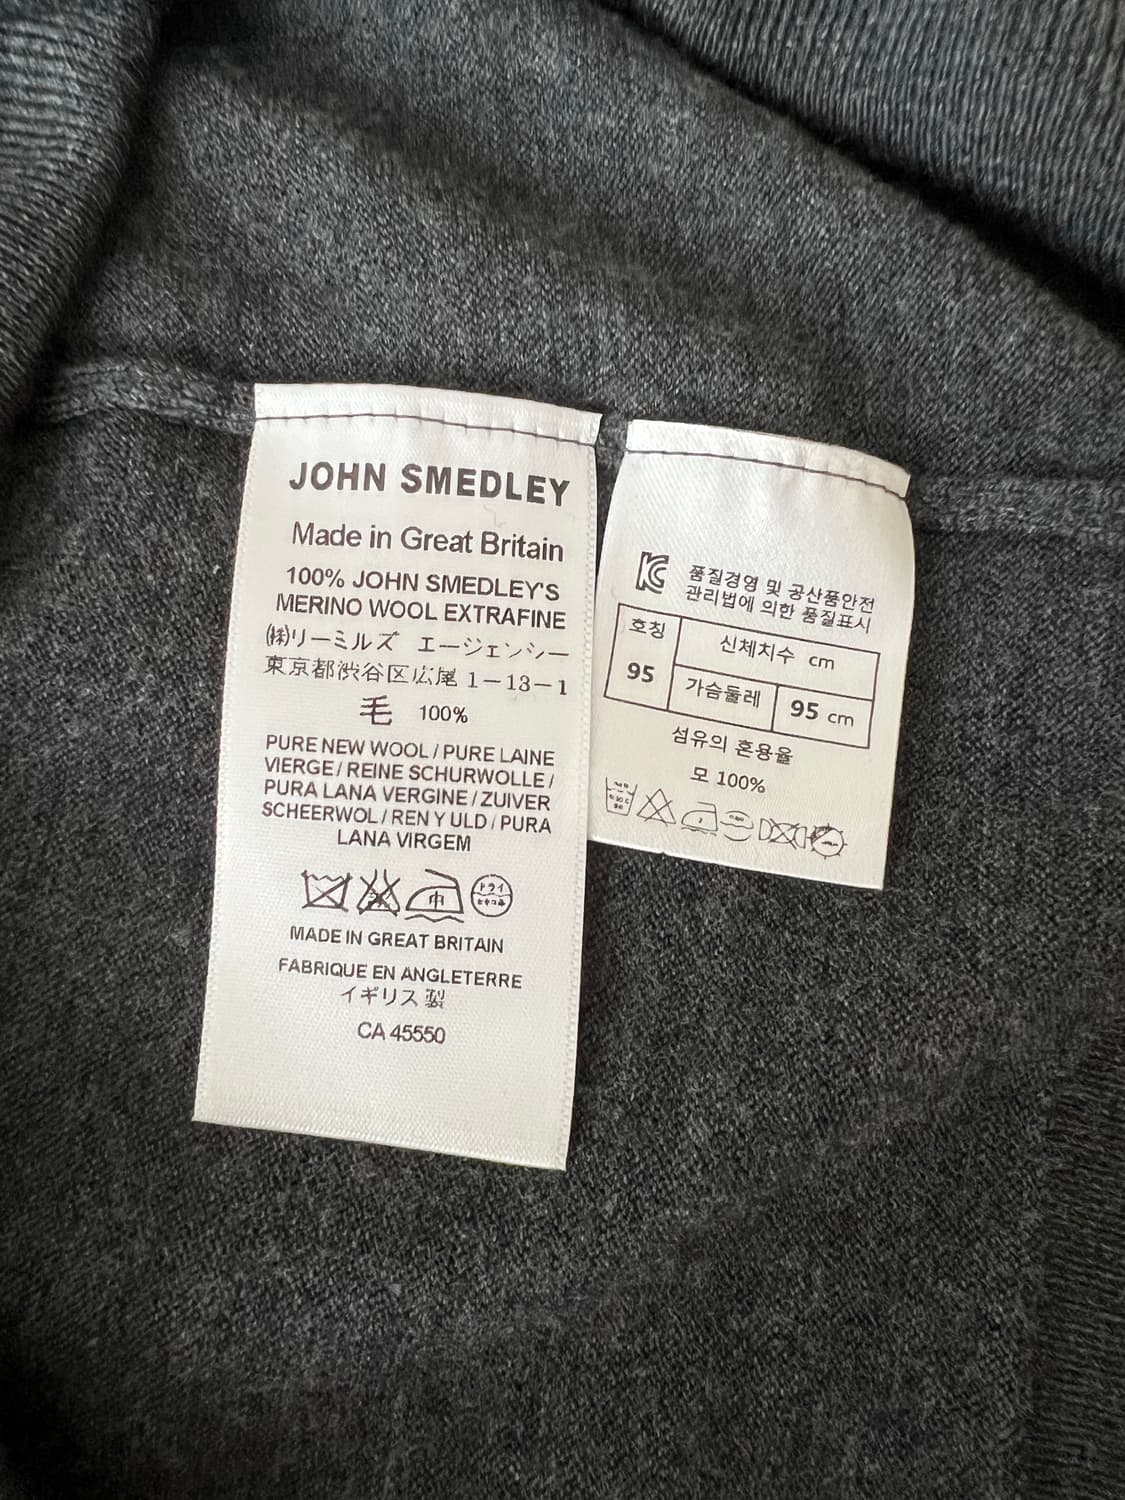 JOHN SMEDLEY
Made in Great Britain
100% JOHN SMEDLEY'S
MERINO WOOL EXTRAFINE
㈱リーミルズ エージェンシー
東京都渋谷区広尾 1-13-1
毛 100%
PURE NEW WOOL / PURE LAINE
VIERGE / REINE SCHURWOLLE /
PURA LANA VERGINE / ZUIVER
SCHEERWOL / REN Y ULD / PURA
LANA VIRGEM
中 ドライ
MADE IN GREAT BRITAIN
FABRIQUE EN ANGLETERRE
イギリス製
CA 45550
품질경영 및 공산품안전
관리법에 의한 품질표시
호칭
신체치수 cm
95
가슴둘레
95 cm
섬유의 혼용율
모 100%